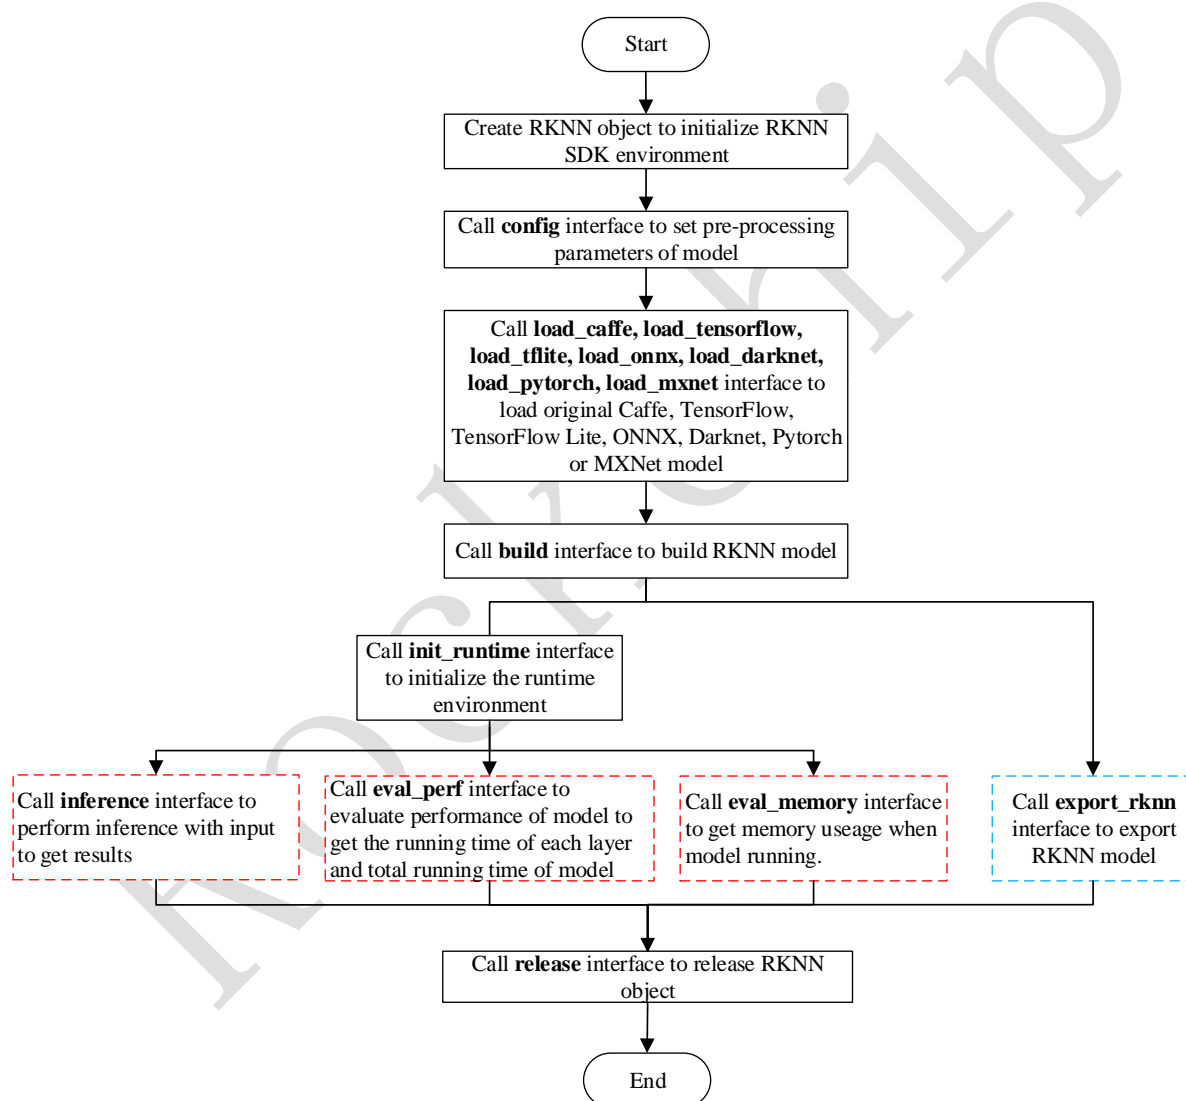 Start
Create RKNN object to initialize RKNN
SDK environment
Call config interface to set pre-processing
parameters of model
Call load_caffe, load_tensorflow,
load_tflite, load_onnx, load_darknet,
load_pytorch, load_mxnet interface to
load original Caffe, TensorFlow,
TensorFlow Lite, ONNX, Darknet, Pytorch
or MXNet model
Call build interface to build RKNN model
Call init_runtime interface
to initialize the runtime
environment
Call inference interface to
perform inference with input
to get results
Call eval_perf interface to
evaluate performance of model to
get the running time of each layer
and total running time of model
Call eval_memory interface
to get memory useage when
model running.
Call export_rknn
interface to export
RKNN model
Call release interface to release RKNN
object
End
Rockchip